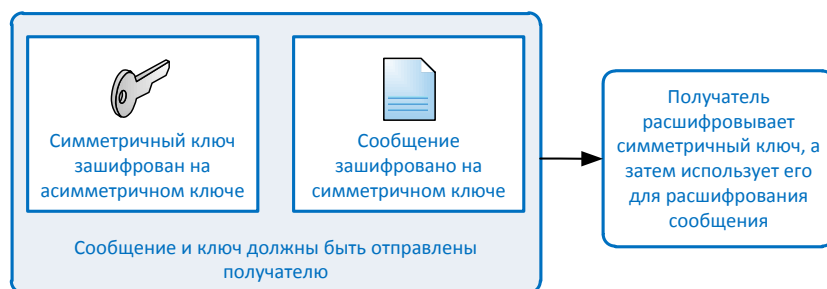 Симметричный ключ
зашифрован на
асимметричном ключе
Сообщение
зашифровано на
симметричном ключе
Сообщение и ключ должны быть отправлены
получателю
Получатель
расшифровывает
симметричный ключ, а
затем использует его
для расшифрования
сообщения